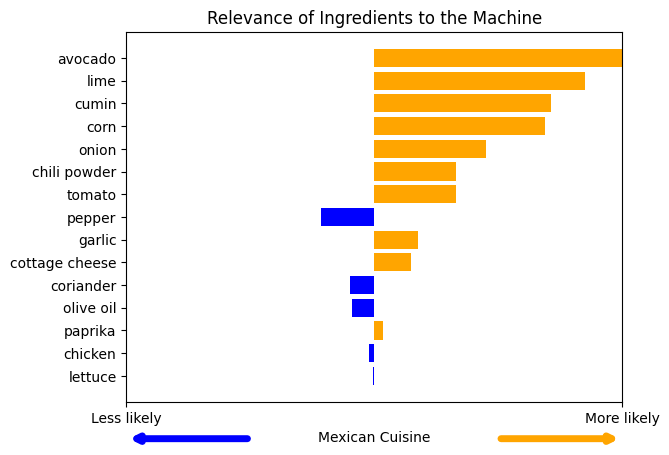 Relevance of Ingredients to the Machine
avocado
lime
cumin
corn
onion
chili powder
tomato
pepper
garlic
cottage cheese
coriander
olive oil
paprika
chicken
lettuce
Less likely
More likely
Mexican Cuisine